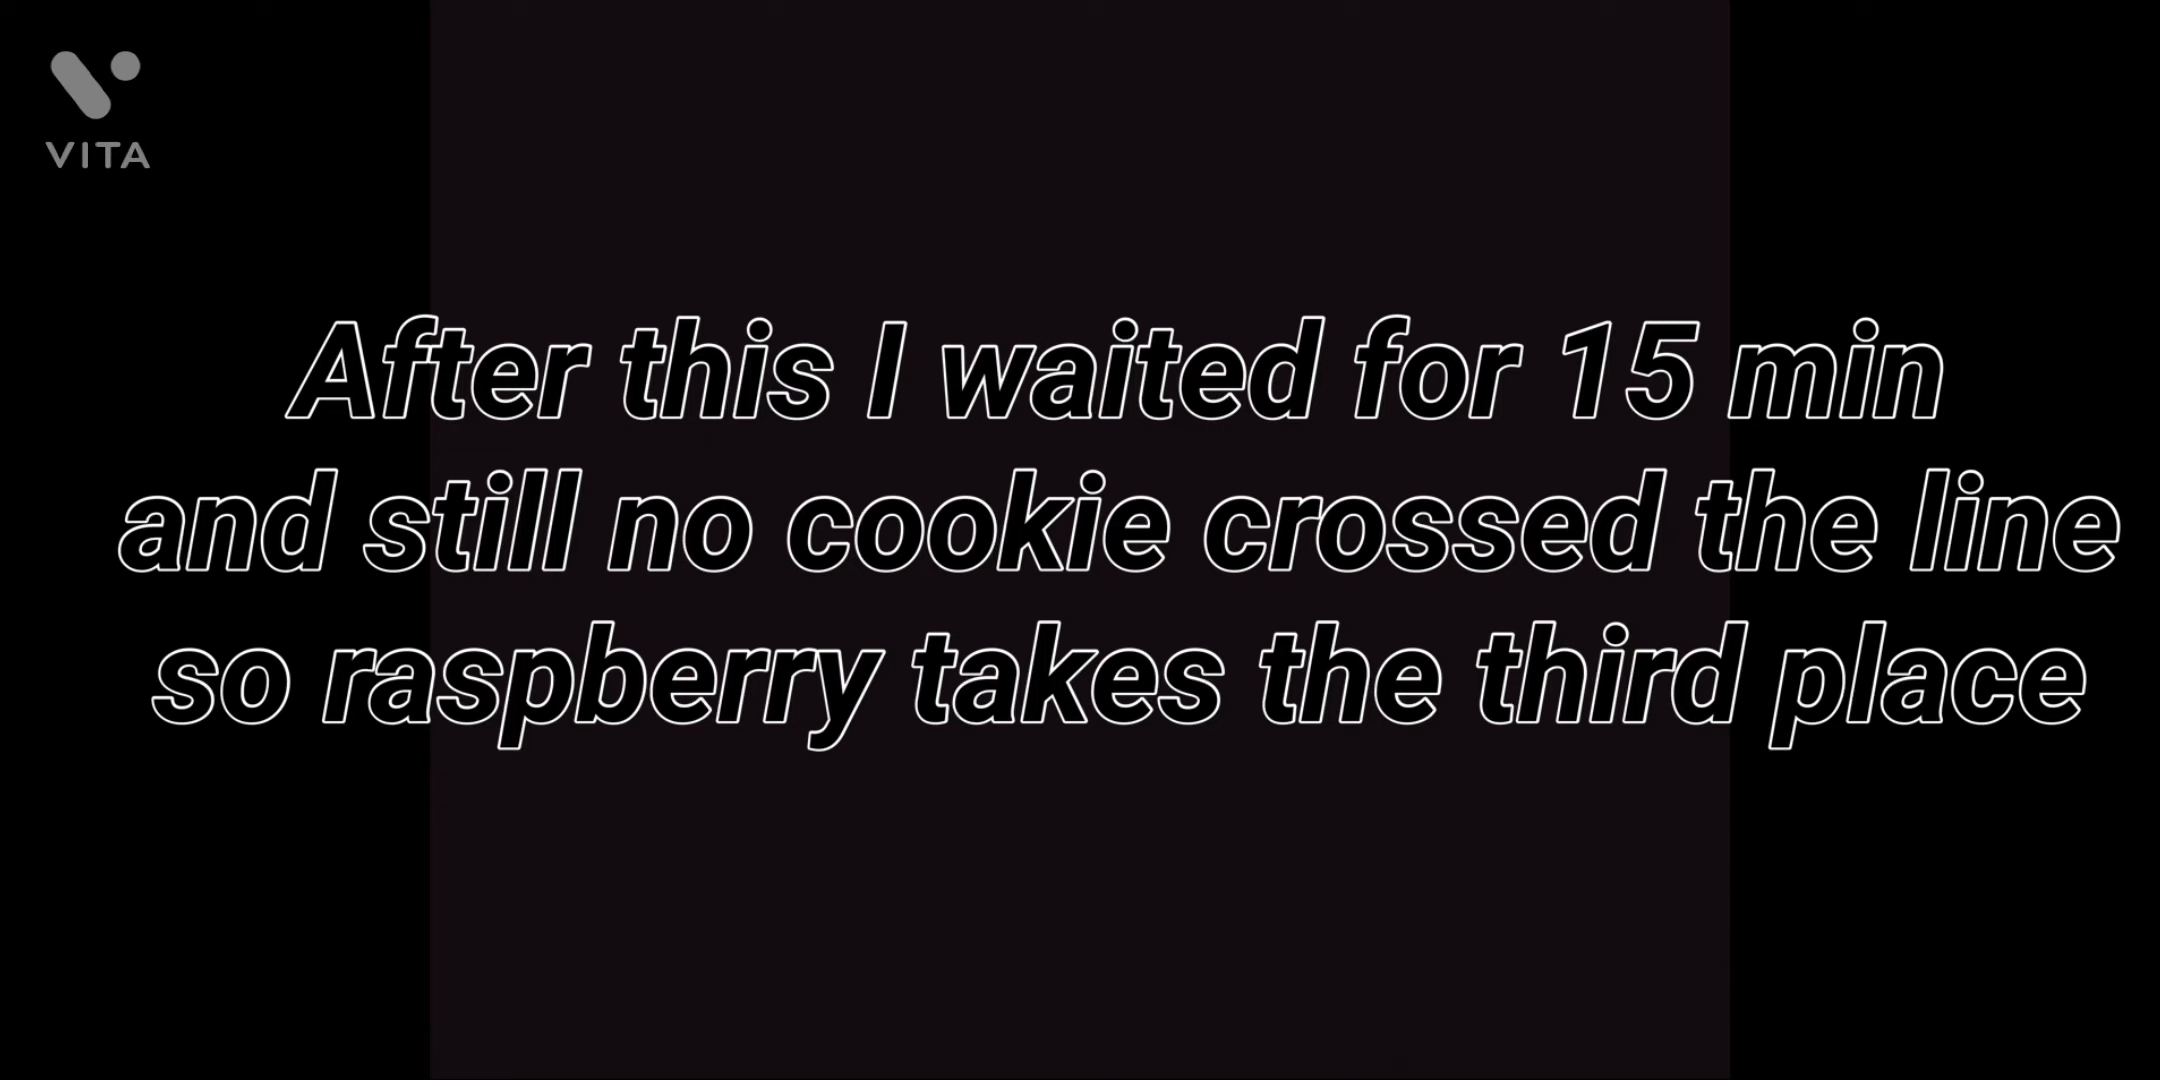 VITA
After this I waited for 15 min
and still no cookie crossed the line
so raspberry takes the third place